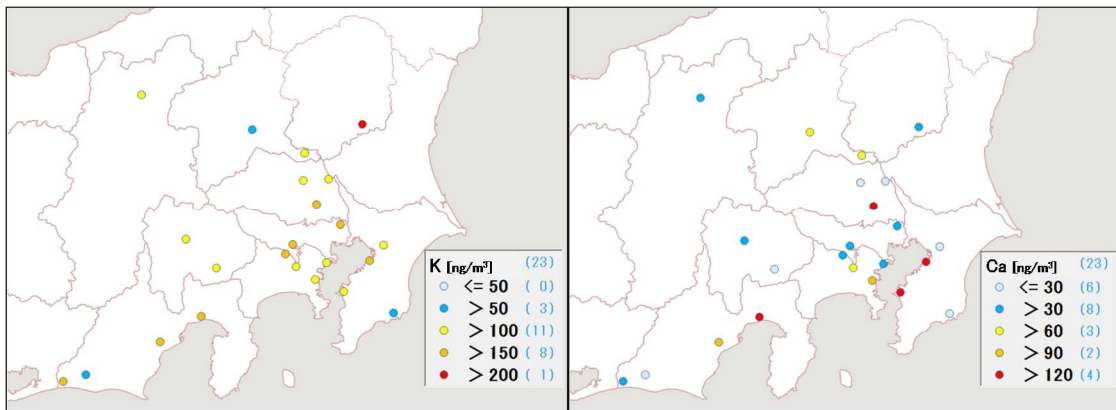 K [ng/m³] (23)
<= 50 ( 0)
> 50 ( 3)
> 100 (11)
> 150 ( 8)
> 200 ( 1)
Ca [ng/m³] (23)
<= 30 (6)
> 30 (8)
> 60 (3)
> 90 (2)
> 120 (4)